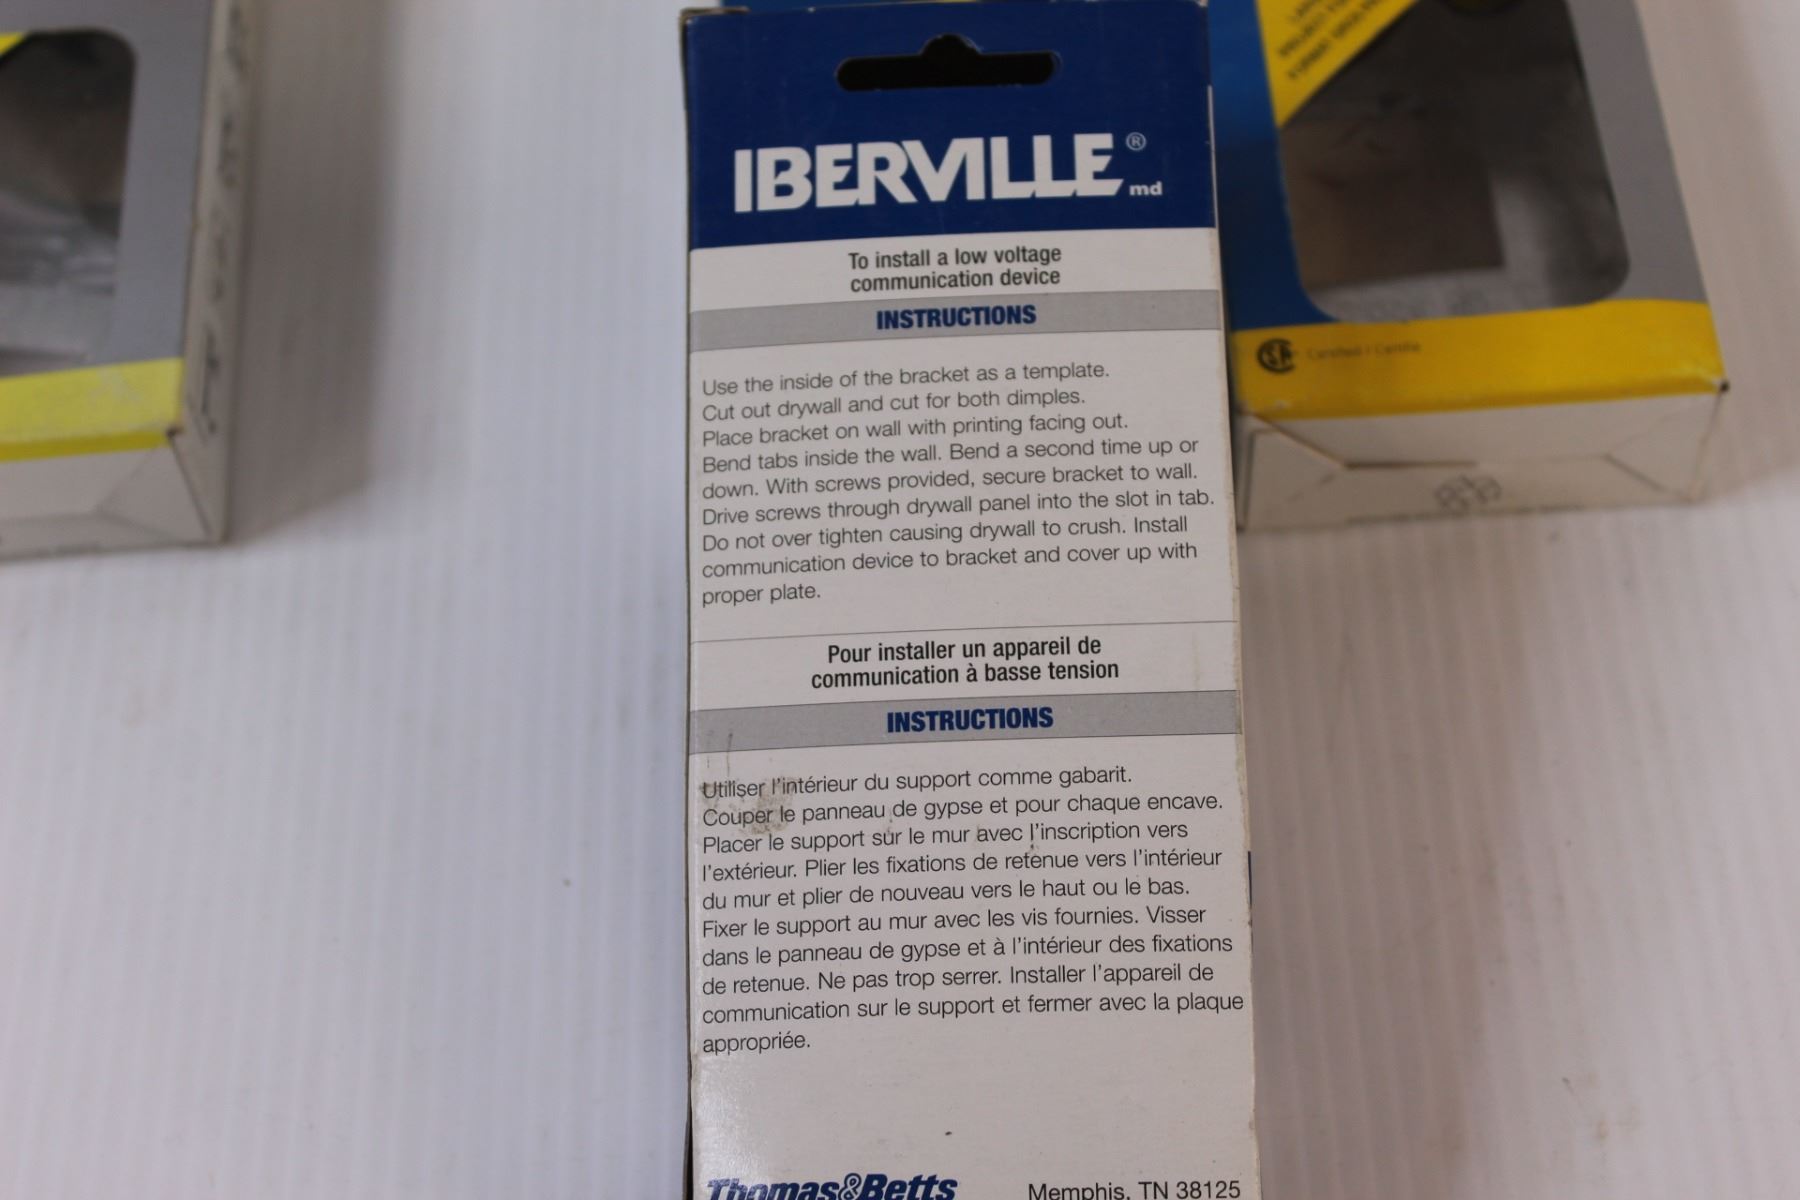 IBERVILLE® md
To install a low voltage
communication device
INSTRUCTIONS
Use the inside of the bracket as a template.
Cut out drywall and cut for both dimples.
Place bracket on wall with printing facing out.
Bend tabs inside the wall. Bend a second time up or
down. With screws provided, secure bracket to wall.
Drive screws through drywall panel into the slot in tab.
Do not over tighten causing drywall to crush. Install
communication device to bracket and cover up with
proper plate.
Pour installer un appareil de
communication à basse tension
INSTRUCTIONS
Utiliser l'intérieur du support comme gabarit.
Couper le panneau de gypse et pour chaque encave.
Placer le support sur le mur avec l'inscription vers
l'extérieur. Plier les fixations de retenue vers l'intérieur
du mur et plier de nouveau vers le haut ou le bas.
Fixer le support au mur avec les vis fournies. Visser
dans le panneau de gypse et à l'intérieur des fixations
de retenue. Ne pas trop serrer. Installer l'appareil de
communication sur le support et fermer avec la plaque
appropriée.
Thomas&Betts Memphis, TN 38125
Certified / Certifié